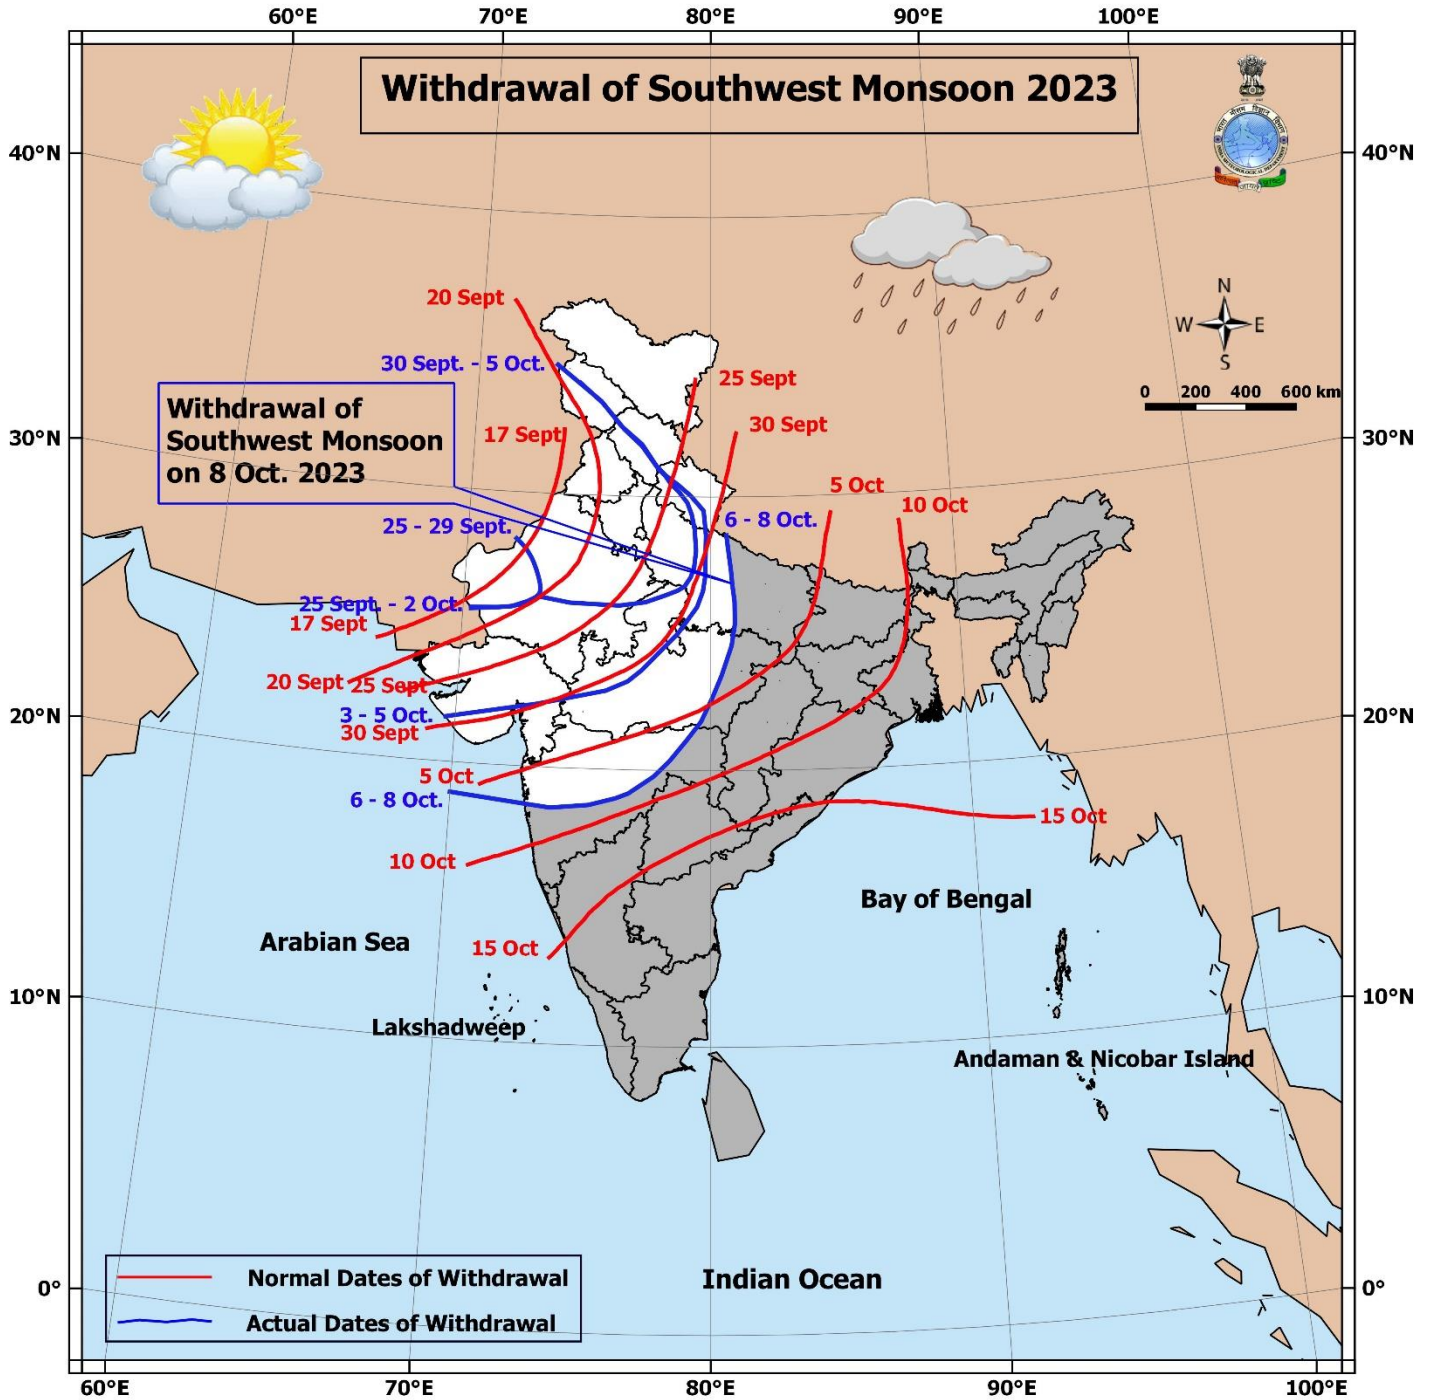 60°E 70°E 80°E 90°E 100°E
Withdrawal of Southwest Monsoon 2023
40°N 40°N
N
W E
S
20 Sept
30 Sept. - 5 Oct.
25 Sept
0 200 400 600 km
Withdrawal of
Southwest Monsoon
on 8 Oct. 2023
17 Sept
30 Sept
30°N 30°N
5 Oct
10 Oct
25 - 29 Sept.
6 - 8 Oct.
25 Sept. - 2 Oct.
17 Sept
20 Sept
25 Sept
20°N 20°N
3 - 5 Oct.
30 Sept
5 Oct
6 - 8 Oct.
15 Oct
10 Oct
Bay of Bengal
Arabian Sea
15 Oct
10°N 10°N
Lakshadweep
Andaman & Nicobar Island
Indian Ocean
0° 0°
Normal Dates of Withdrawal
Actual Dates of Withdrawal
60°E 70°E 80°E 90°E 100°E